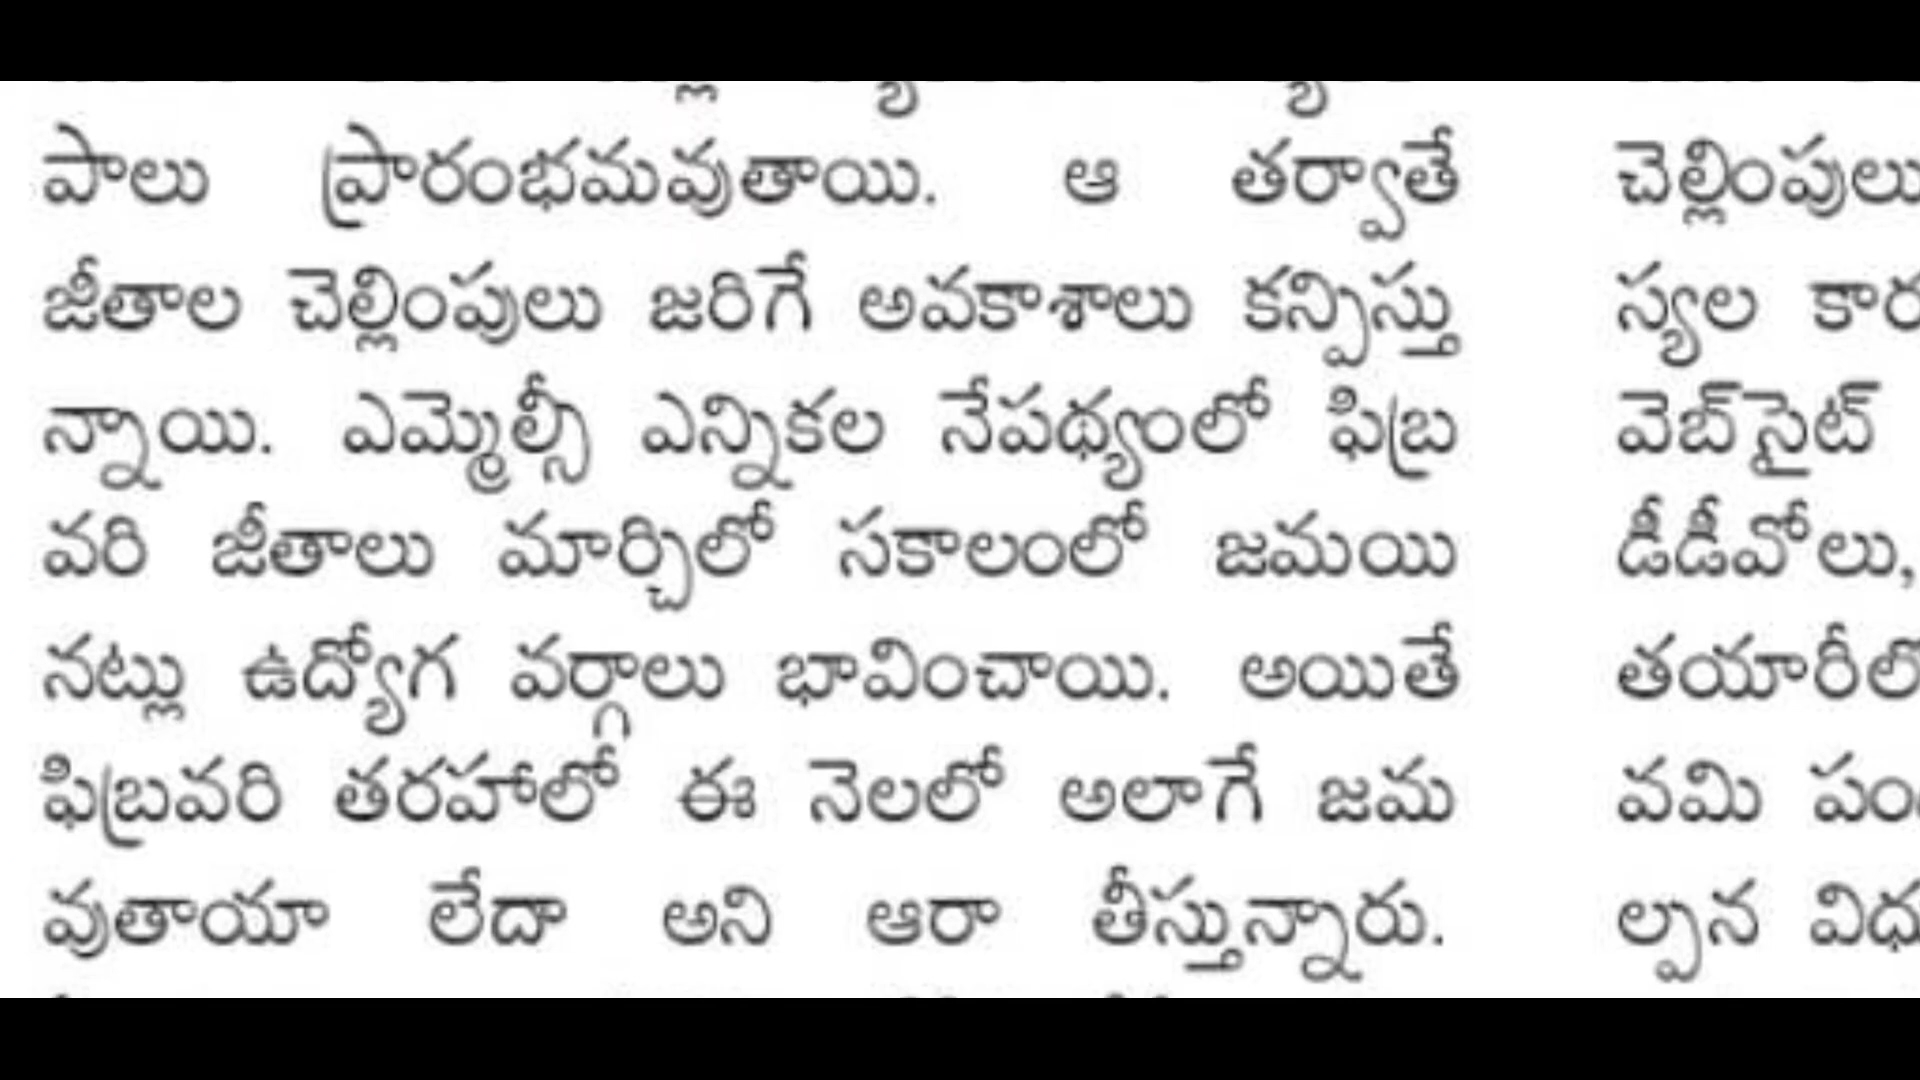 పాలు ప్రారంభమవుతాయి. ఆ తర్వాతే
జీతాల చెల్లింపులు జరిగే అవకాశాలు కన్పిస్తు
న్నాయి. ఎమ్మెల్సీ ఎన్నికల నేపథ్యంలో ఫిబ్ర
వరి జీతాలు మార్చిలో సకాలంలో జమయి
నట్లు ఉద్యోగ వర్గాలు భావించాయి. అయితే
ఫిబ్రవరి తరహాలో ఈ నెలలో అలాగే జమ
వుతాయా లేదా అని ఆరా తీస్తున్నారు.
చెల్లింపులు
స్యల
వెబ్‌సైట్
డీడీవోలు,
తయారీలో
వమి
ల్పన